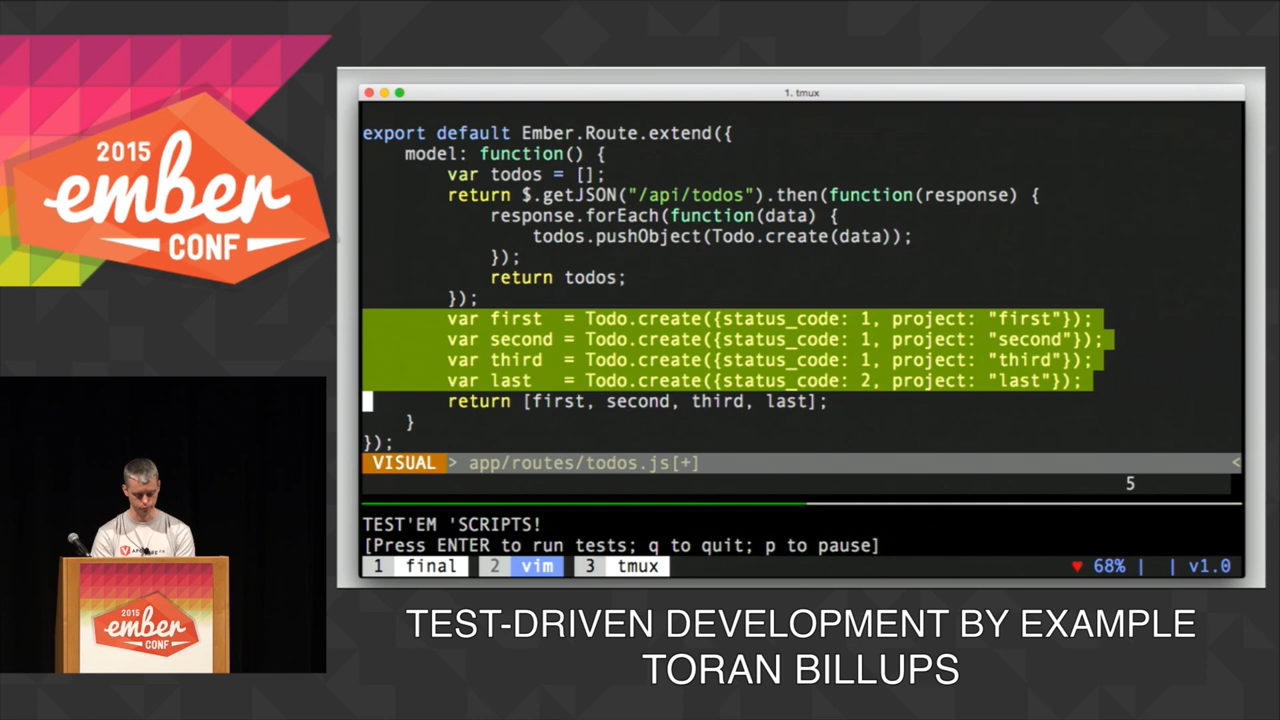 2015
ember
CONF
1. tmux
export default Ember.Route.extend({
    model: function() {
        var todos = [];
        return $.getJSON("/api/todos").then(function(response) {
            response.forEach(function(data) {
                todos.pushObject(Todo.create(data));
            });
            return todos;
        });
        var first  = Todo.create({status_code: 1, project: "first"});
        var second = Todo.create({status_code: 1, project: "second"});
        var third  = Todo.create({status_code: 1, project: "third"});
        var last   = Todo.create({status_code: 2, project: "last"});
        return [first, second, third, last];
    }
});
VISUAL > app/routes/todos.js[+] <
5
TEST'EM 'SCRIPTS!
[Press ENTER to run tests; q to quit; p to pause]
1 final 2 vim 3 tmux ♥ 68% | | v1.0
2015
ember
CONF
TEST-DRIVEN DEVELOPMENT BY EXAMPLE
TORAN BILLUPS